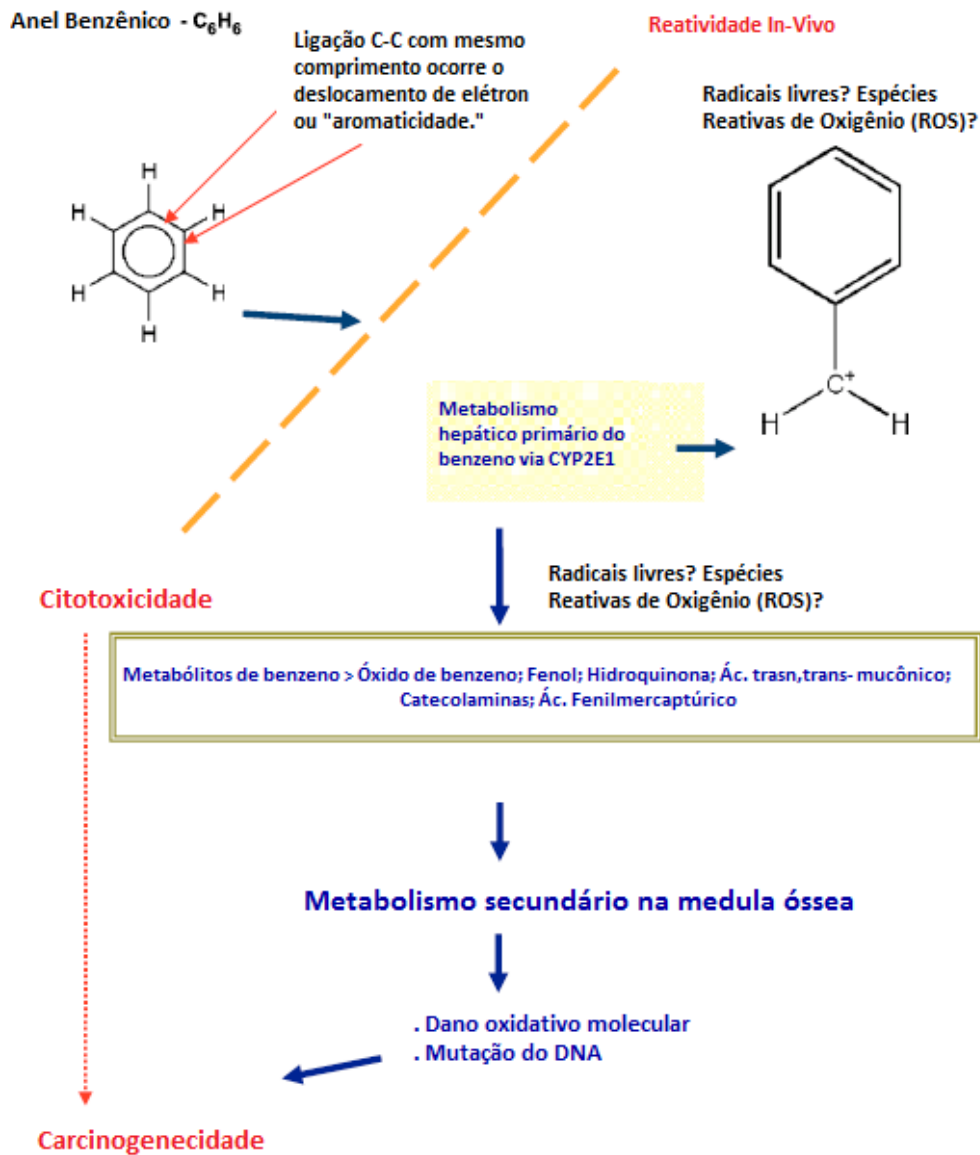 Anel Benzênico - C₆H₆
Ligação C-C com mesmo
comprimento ocorre o
deslocamento de elétron
ou "aromaticidade."
H
H
H
H
H
H
Reatividade In-Vivo
Radicais livres? Espécies
Reativas de Oxigênio (ROS)?
C⁺
H
H
Metabolismo
hepático primário do
benzeno via CYP2E1
Radicais livres? Espécies
Reativas de Oxigênio (ROS)?
Citotoxicidade
Metabólitos de benzeno > Óxido de benzeno; Fenol; Hidroquinona; Ác. trasn,trans- mucônico;
Catecolaminas; Ác. Fenilmercaptúrico
Metabolismo secundário na medula óssea
. Dano oxidativo molecular
. Mutação do DNA
Carcinogenecidade